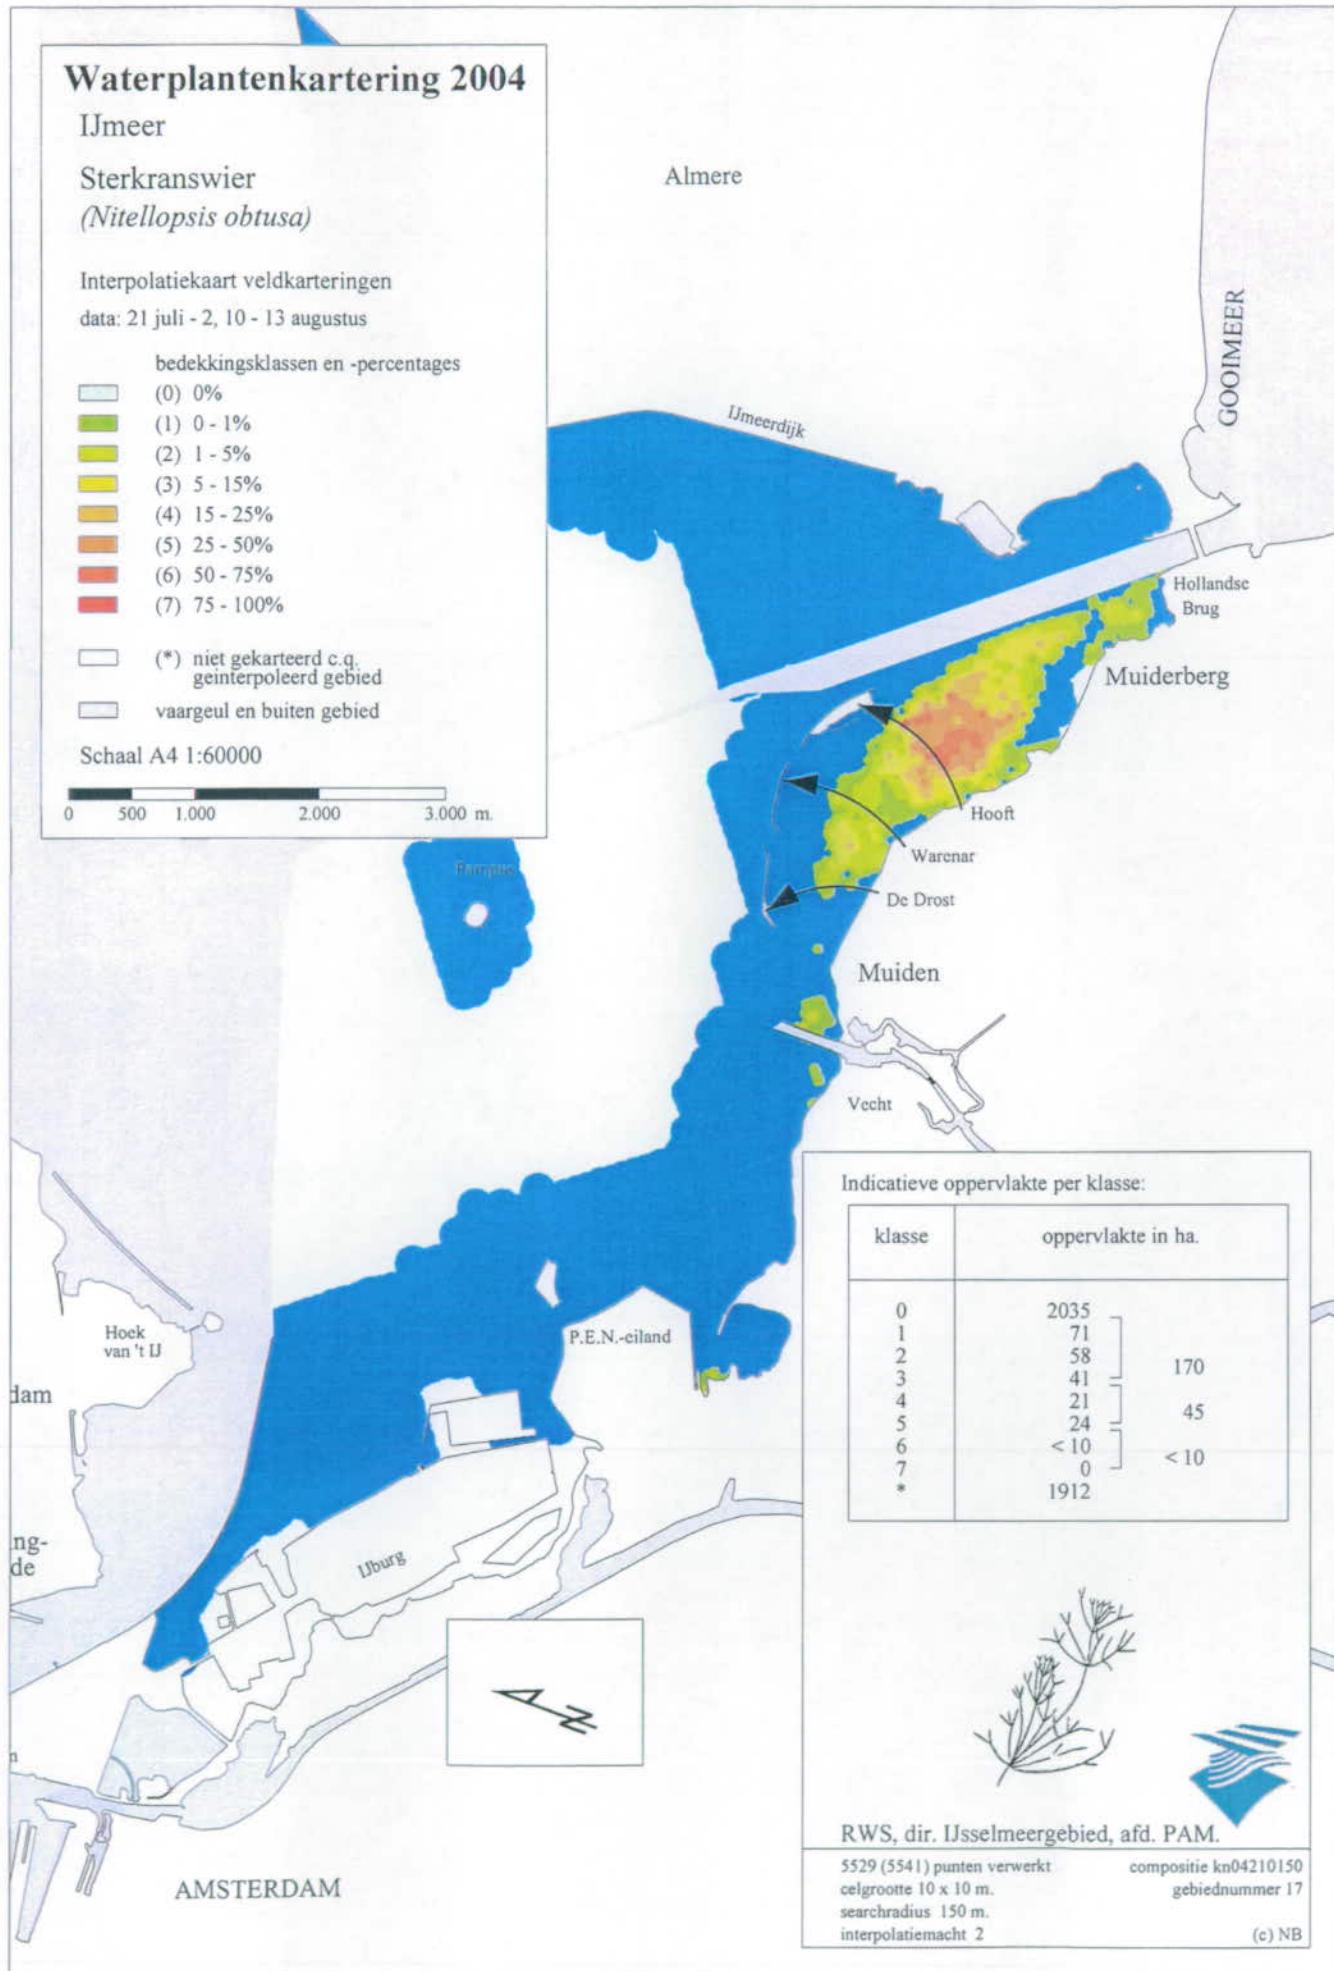 Waterplantenkartering 2004
IJmeer
Sterkranswier
(Nitellopsis obtusa)
Interpolatiekaart veldkarteringen
data: 21 juli - 2, 10 - 13 augustus
bedekkingsklassen en -percentages
(0) 0%
(1) 0 - 1%
(2) 1 - 5%
(3) 5 - 15%
(4) 15 - 25%
(5) 25 - 50%
(6) 50 - 75%
(7) 75 - 100%
(*) niet gekarteerd c.q.
geinterpoleerd gebied
vaargeul en buiten gebied
Schaal A4 1:60000
0 500 1.000 2.000 3.000 m.
Almere
GOOIMEER
IJmeerdijk
Hollandse
Brug
Muiderberg
Hooft
Warenar
De Drost
Pampus
Muiden
Vecht
Hoek
van 't IJ
P.E.N.-eiland
dam
ng-
de
IJburg
n
N
AMSTERDAM
Indicatieve oppervlakte per klasse:
klasse oppervlakte in ha.
0 2035
1 71
2 58
170
3 41
4 21
45
5 24
6 < 10
< 10
7 0
* 1912
RWS, dir. IJsselmeergebied, afd. PAM.
5529 (5541) punten verwerkt compositie kn04210150
celgrootte 10 x 10 m. gebiednummer 17
searchradius 150 m.
interpolatiemacht 2 (c) NB